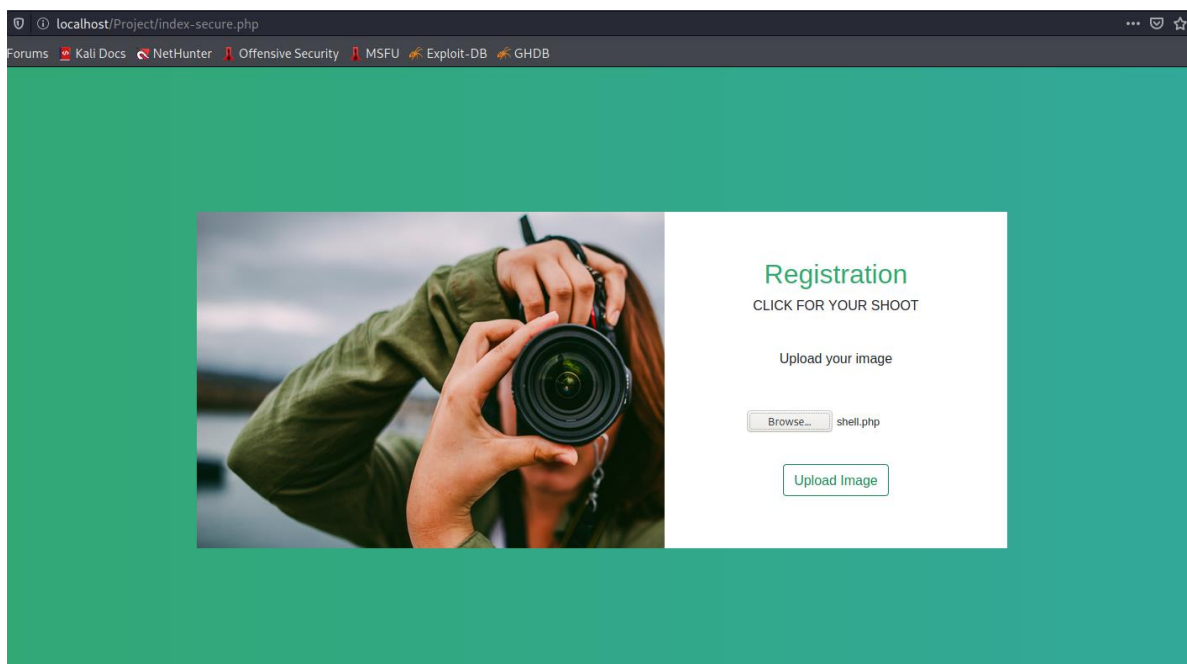 localhost/Project/index-secure.php
Forums Kali Docs NetHunter Offensive Security MSFU Exploit-DB GHDB
Registration
CLICK FOR YOUR SHOOT
Upload your image
Browse... shell.php
Upload Image